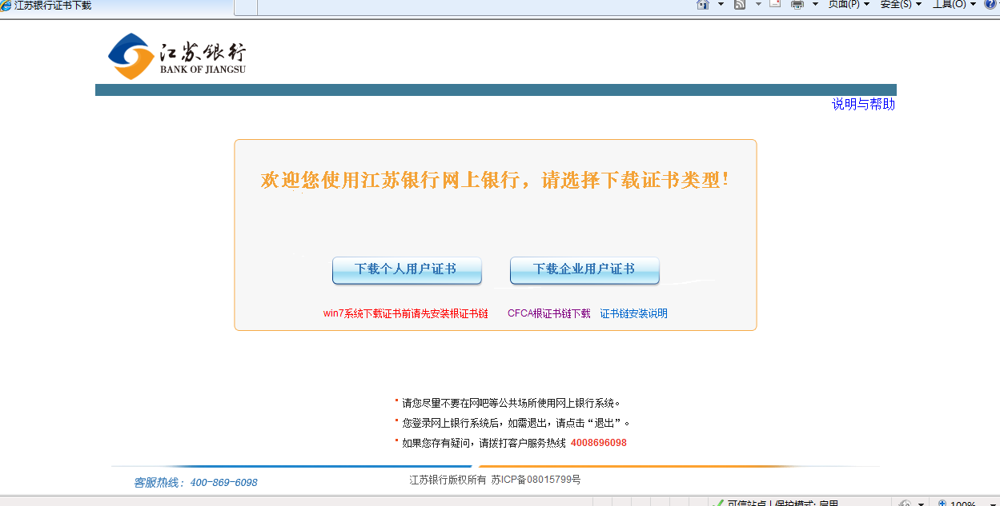 江苏银行证书下载
页面(P) 安全(S) 工具(O)
江苏银行
BANK OF JIANGSU
说明与帮助
欢迎您使用江苏银行网上银行，请选择下载证书类型！
下载个人用户证书 下载企业用户证书
win7系统下载证书前请先安装根证书链 CFCA根证书链下载 证书链安装说明
请您尽量不要在网吧等公共场所使用网上银行系统。
您登录网上银行系统后，如需退出，请点击“退出”。
如果您存有疑问，请拨打客户服务热线 4008696098
客服热线：400-869-6098
江苏银行版权所有 苏ICP备08015799号
可信站点 | 保护模式: 启用 100%